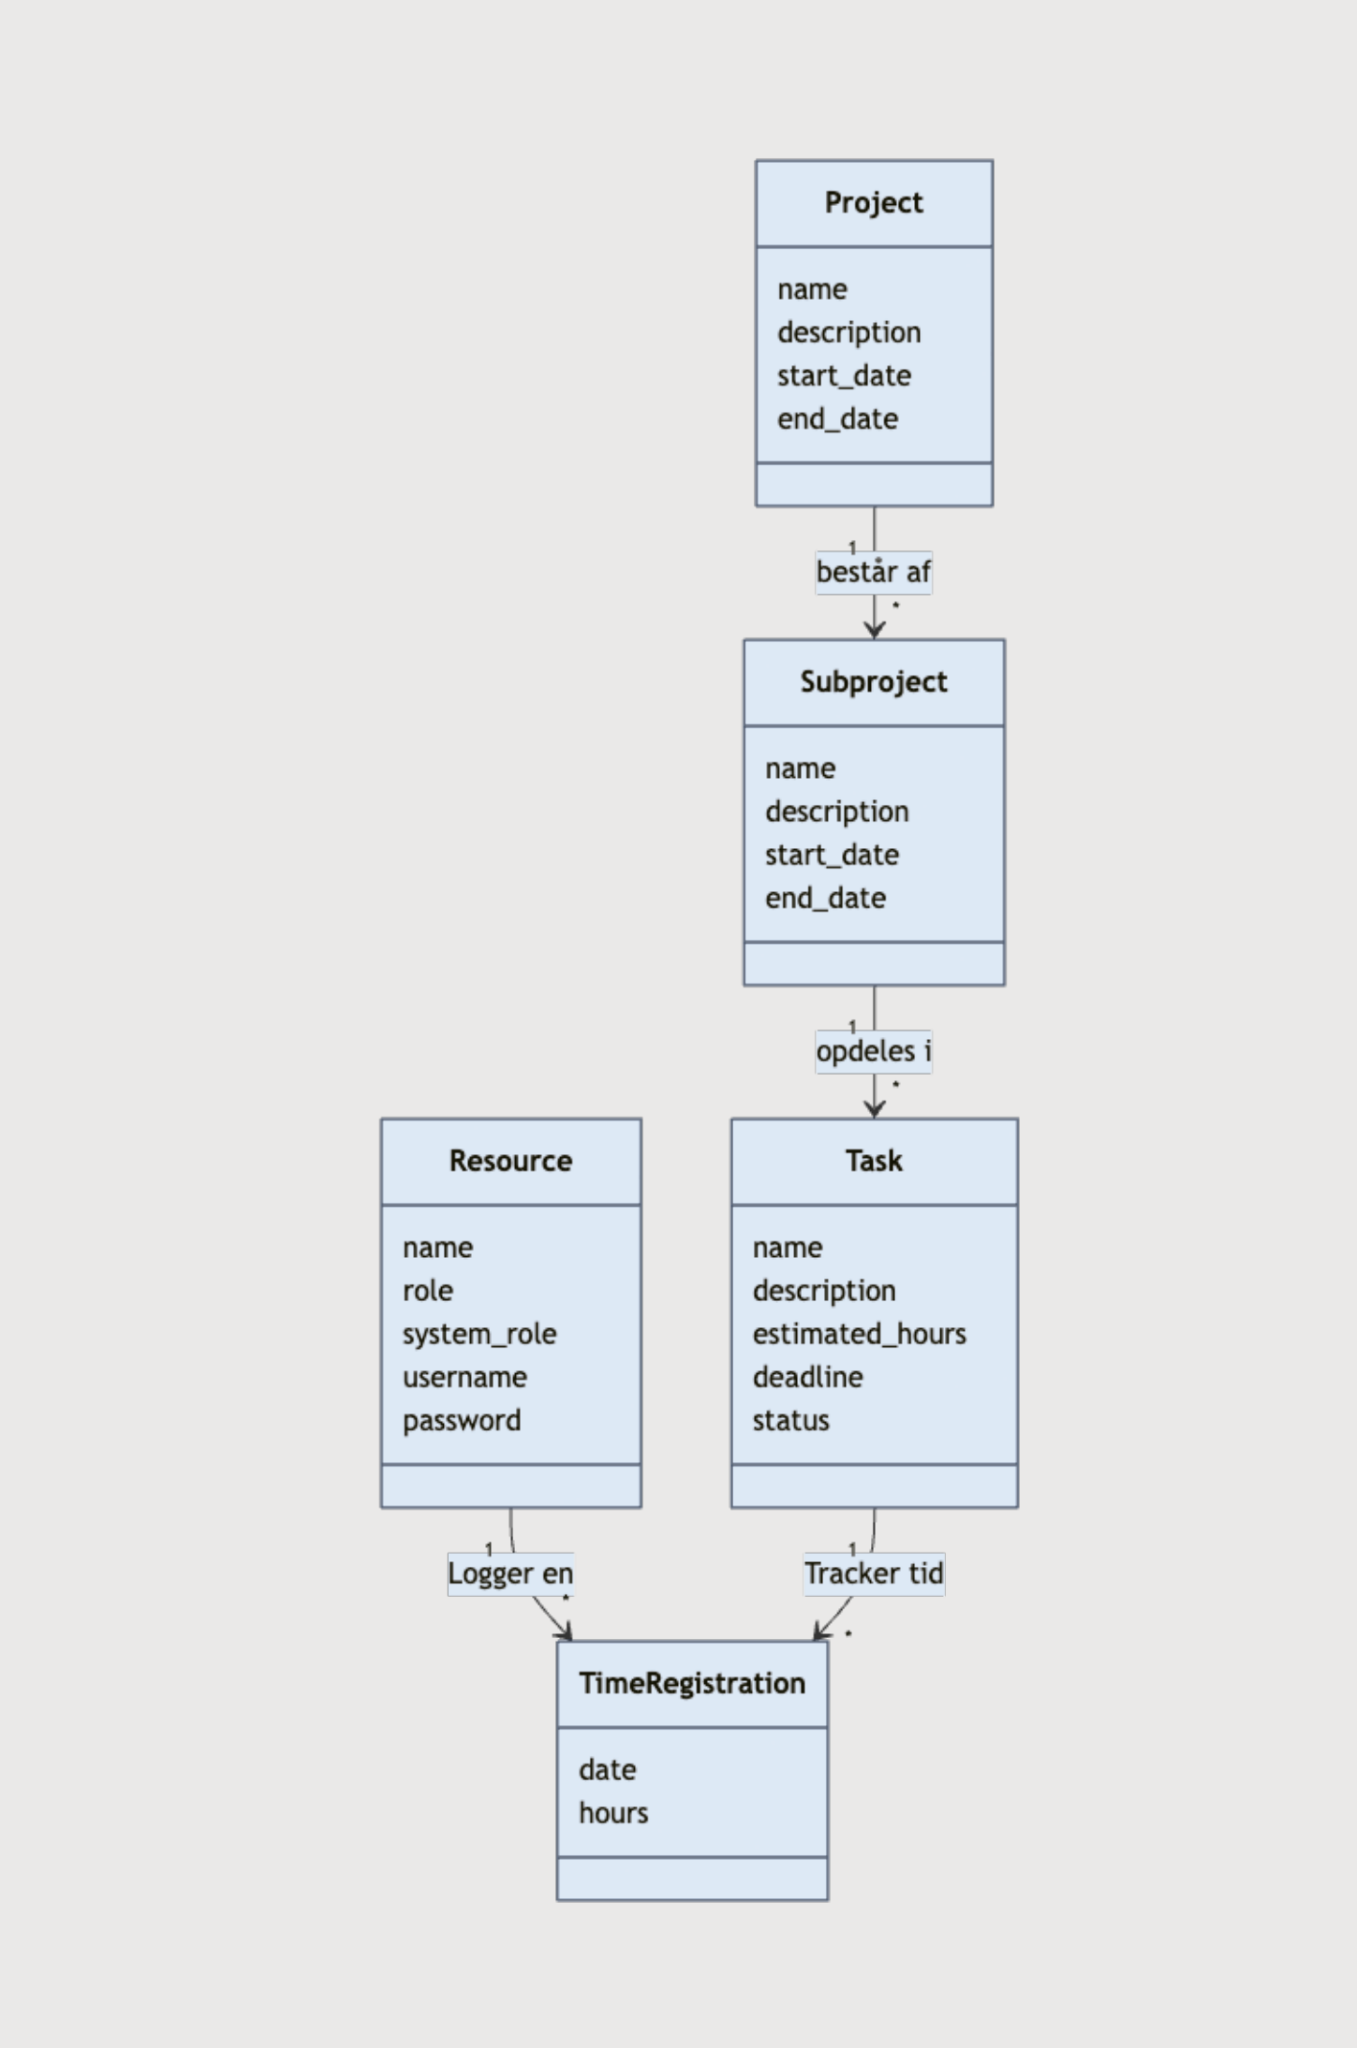 Project
name
description
start_date
end_date
1
består af
*
Subproject
name
description
start_date
end_date
1
opdeles i
*
Resource
name
role
system_role
username
password
Task
name
description
estimated_hours
deadline
status
1
Logger en
*
1
Tracker tid
*
TimeRegistration
date
hours